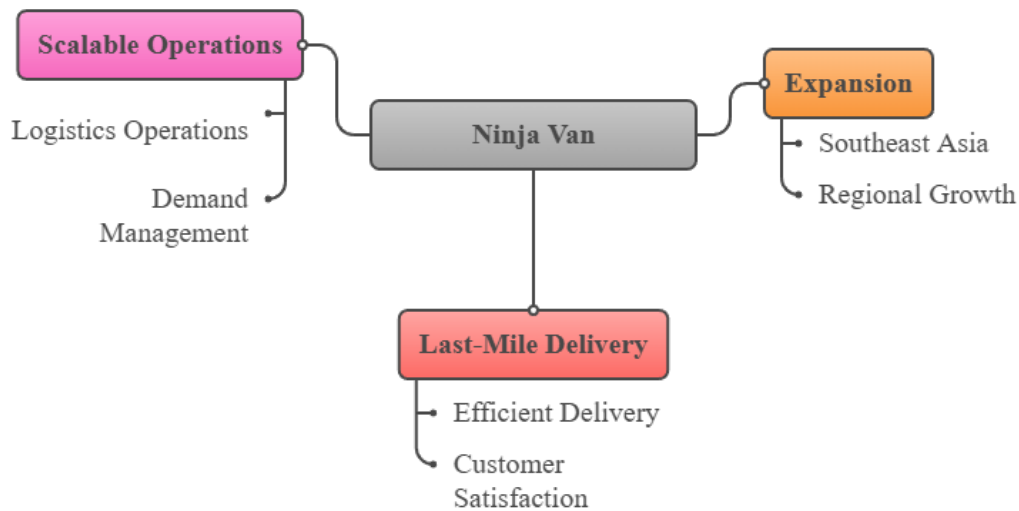 Scalable Operations
Logistics Operations
Demand
Management
Ninja Van
Expansion
Southeast Asia
Regional Growth
Last-Mile Delivery
Efficient Delivery
Customer
Satisfaction